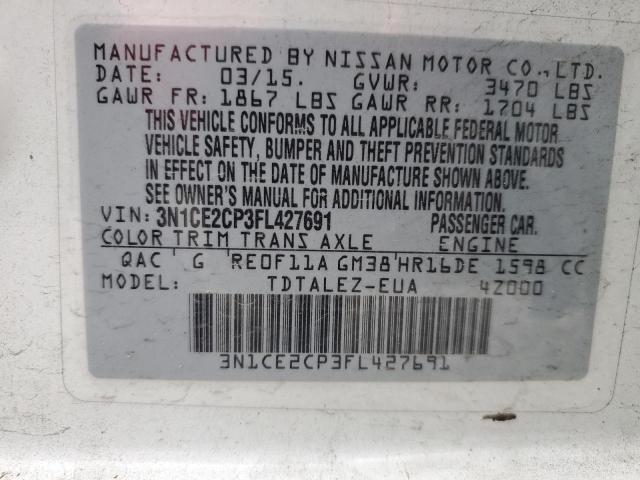 MANUFACTURED BY NISSAN MOTOR CO., LTD.
DATE: 03/15. GVWR: 3470 LBS
GAWR FR: 1867 LBS GAWR RR: 1704 LBS
THIS VEHICLE CONFORMS TO ALL APPLICABLE FEDERAL MOTOR
VEHICLE SAFETY, BUMPER AND THEFT PREVENTION STANDARDS
IN EFFECT ON THE DATE OF MANUFACTURE SHOWN ABOVE.
SEE OWNER'S MANUAL FOR ADDITIONAL INFORMATION.
VIN: 3N1CE2CP3FL427691 PASSENGER CAR.
COLOR TRIM TRANS AXLE ENGINE
QAC G RE0F11A GM38 HR16DE 1598 CC
MODEL: TDTALEZ-EUA 4Z000
3N1CE2CP3FL427691